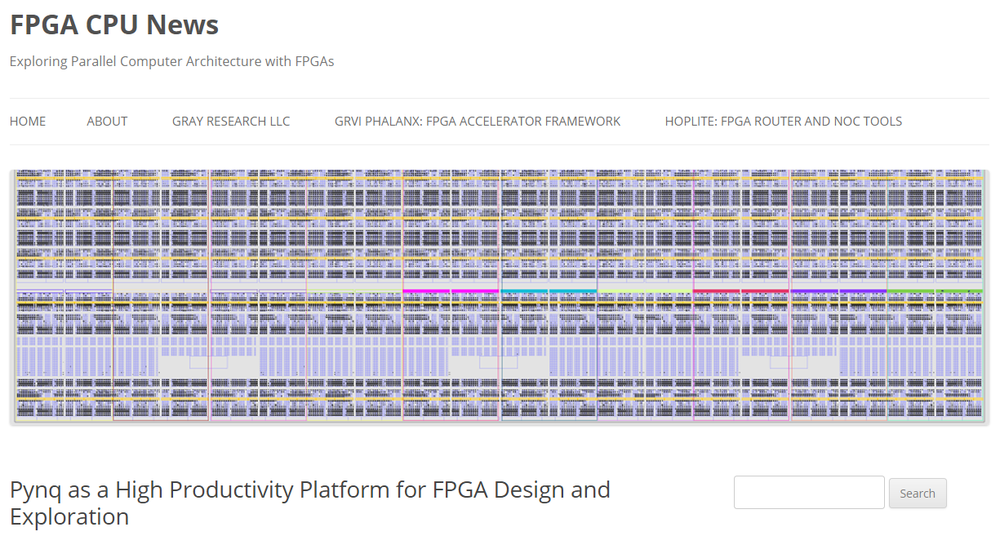 FPGA CPU News
Exploring Parallel Computer Architecture with FPGAs
HOME ABOUT GRAY RESEARCH LLC GRVI PHALANX: FPGA ACCELERATOR FRAMEWORK HOPLITE: FPGA ROUTER AND NOC TOOLS
Pynq as a High Productivity Platform for FPGA Design and
Exploration
Search